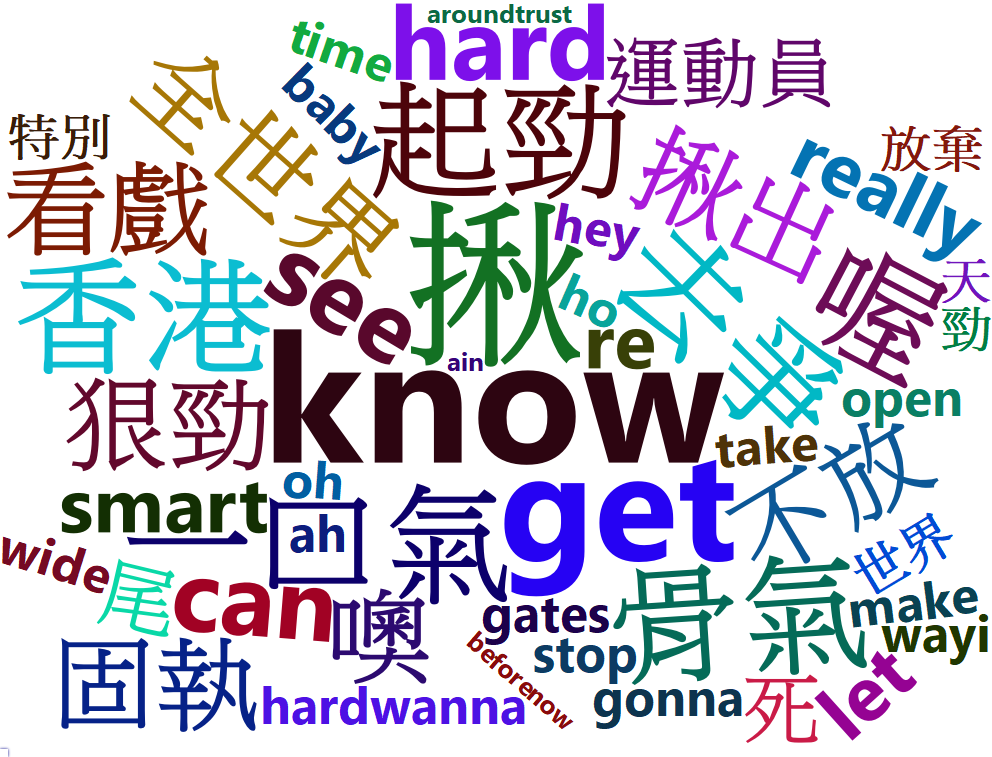 aroundtrust
time
hard
運動員
baby
全世界
起勁
特別
放棄
揪出
really
看戲
揪
hey
去爭
喔
天
香港
see
ho
勁
re
ain
know
狠勁
open
take
oh
get
不放
smart
一口氣
ah
wide
世界
尾
can
噢
gates
骨氣
make
wayi
stop
beforenow
固執
hardwanna
gonna
死
let